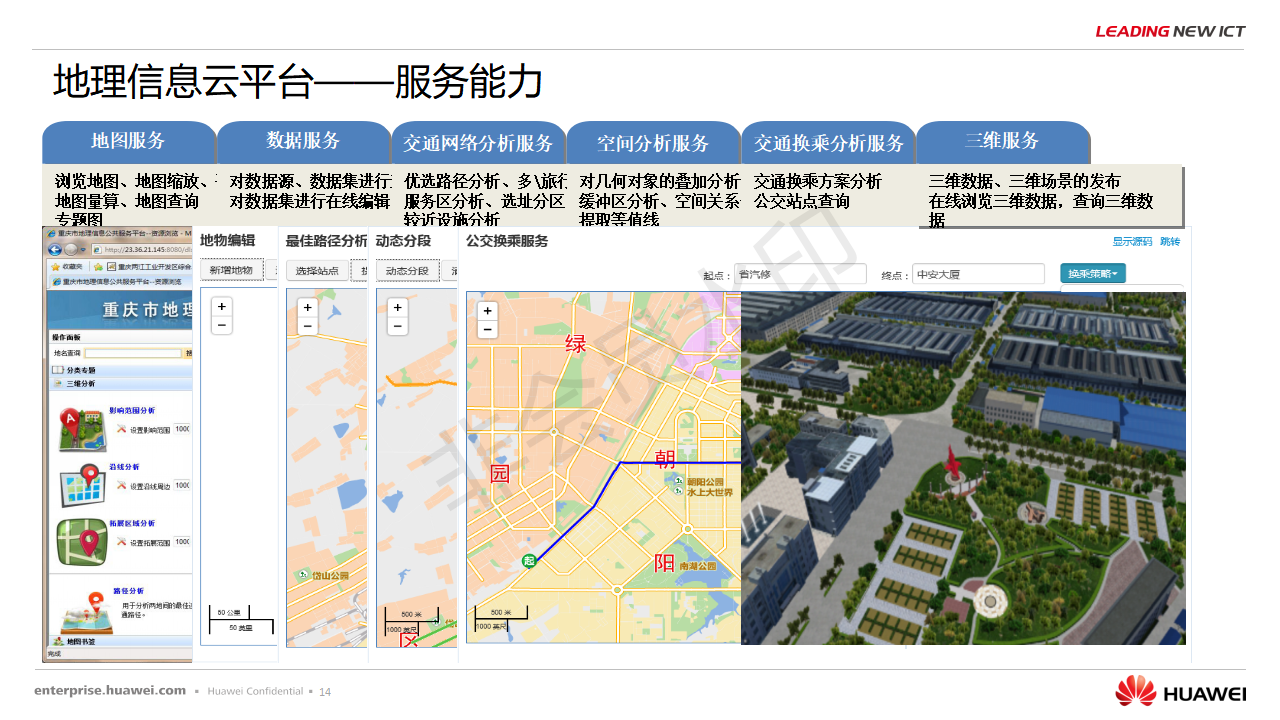 LEADING NEW ICT
地理信息云平台——服务能力
地图服务
数据服务
交通网络分析服务
空间分析服务
交通换乘分析服务
三维服务
浏览地图、地图缩放、
地图量算、地图查询
专题图
对数据源、数据集进行
对数据集进行在线编辑
优选路径分析、多\旅行
服务区分析、选址分区
较近设施分析
对几何对象的叠加分析
缓冲区分析、空间关系
提取等值线
交通换乘方案分析
公交站点查询
三维数据、三维场景的发布
在线浏览三维数据，查询三维数
据
重庆市地理信息公共服务平台--资源浏览 - M
http://23.36.21.145:8080/di
收藏夹
重庆两江工业开发区综合
重庆市地理信息公共服务平台--资源浏览
重庆市地理
操作面板
地名查询
分类专题
三维分析
影响范围分析
设置影响范围 1000
沿线分析
设置沿线周边 1000
拓展区域分析
设置拓展范围 1000
路径分析
用于分析两地间的最佳
通路径。
地图书签
完成
地物编辑
新增地物
+
−
50 公里
50 英里
最佳路径分析
选择站点
+
−
岱山公园
动态分段
动态分段
+
−
500 米
1000 英尺
区
公交换乘服务
显示源码 跳转
起点： 省汽修
终点： 中安大厦
换乘策略
+
−
绿
园
朝
阳
朝阳公园
水上大世界
南湖公园
起
500 米
1000 英尺
非会员水印
enterprise.huawei.com ▪ Huawei Confidential ▪ 14
HUAWEI